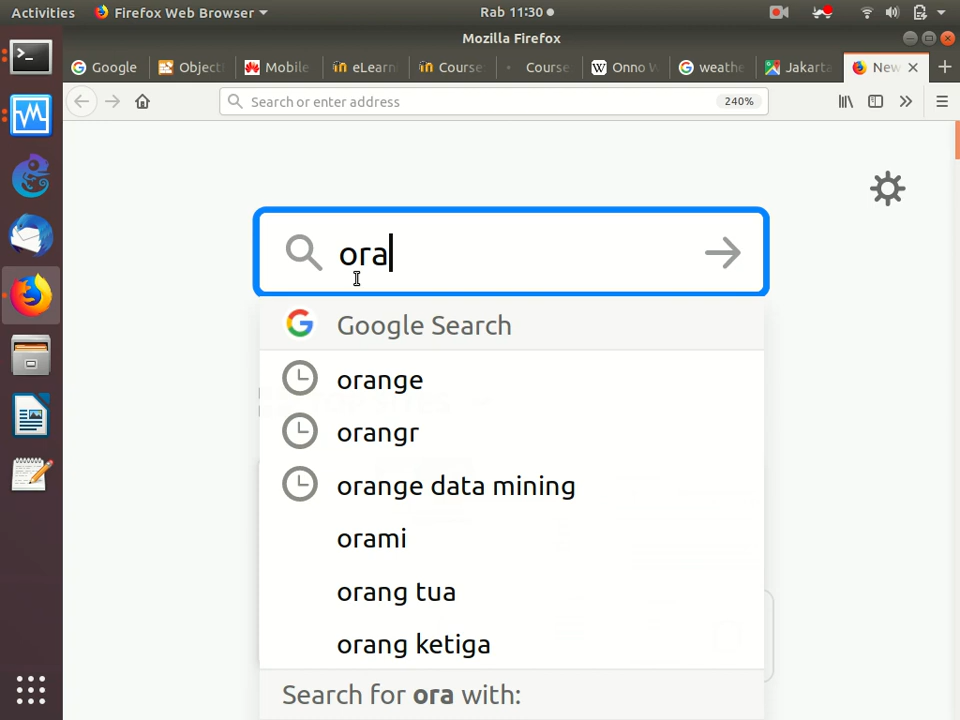 Activities Firefox Web Browser Rab 11:30
Mozilla Firefox
Google Object Mobile eLearn Course Course Onno W weathe Jakarta New
Search or enter address 240%
ora
Google Search
orange
orangr
orange data mining
orami
orang tua
orang ketiga
Search for ora with: